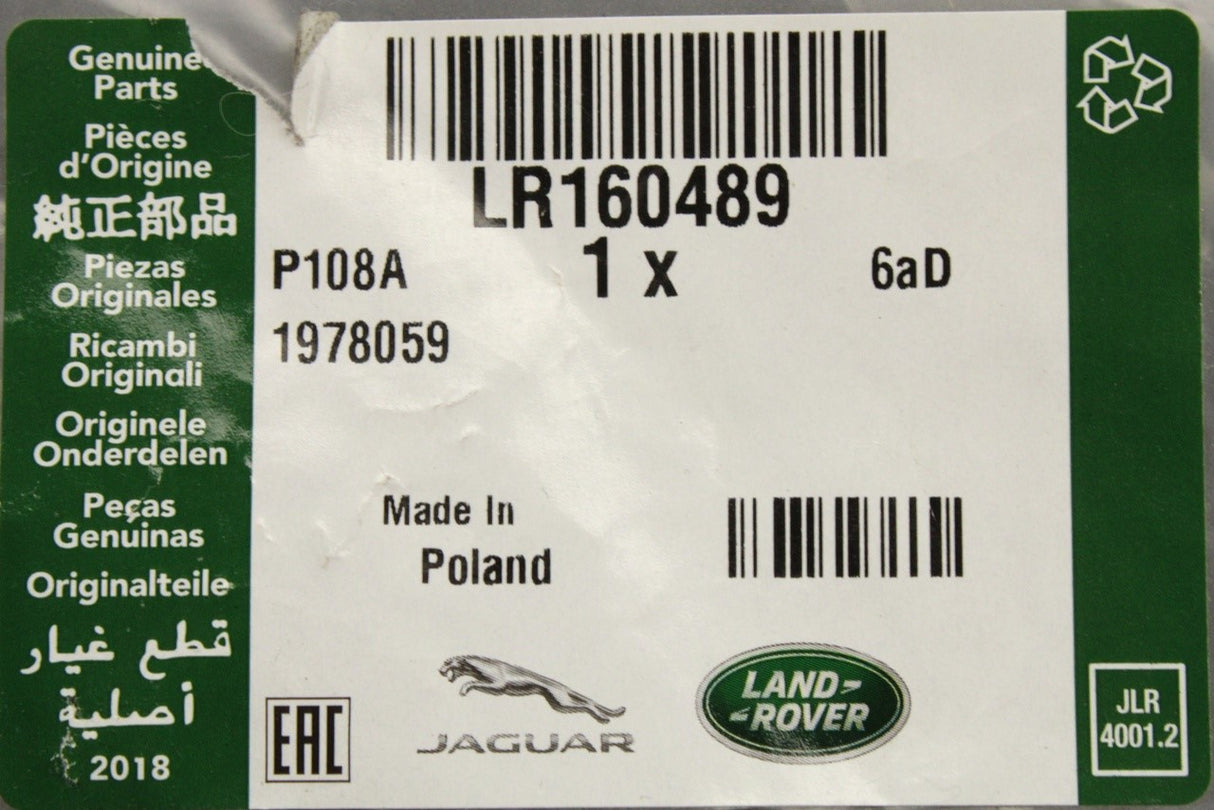 Genuine
Parts
Pièces
d'Origine
純正部品
Piezas
Originales
Ricambi
Originali
Originele
Onderdelen
Peças
Genuínas
Originalteile
قطع غيار
أصلية
2018
LR160489
P108A
1 x
6aD
1978059
Made In
Poland
EAC
JAGUAR
LAND-
-ROVER
JLR
4001.2